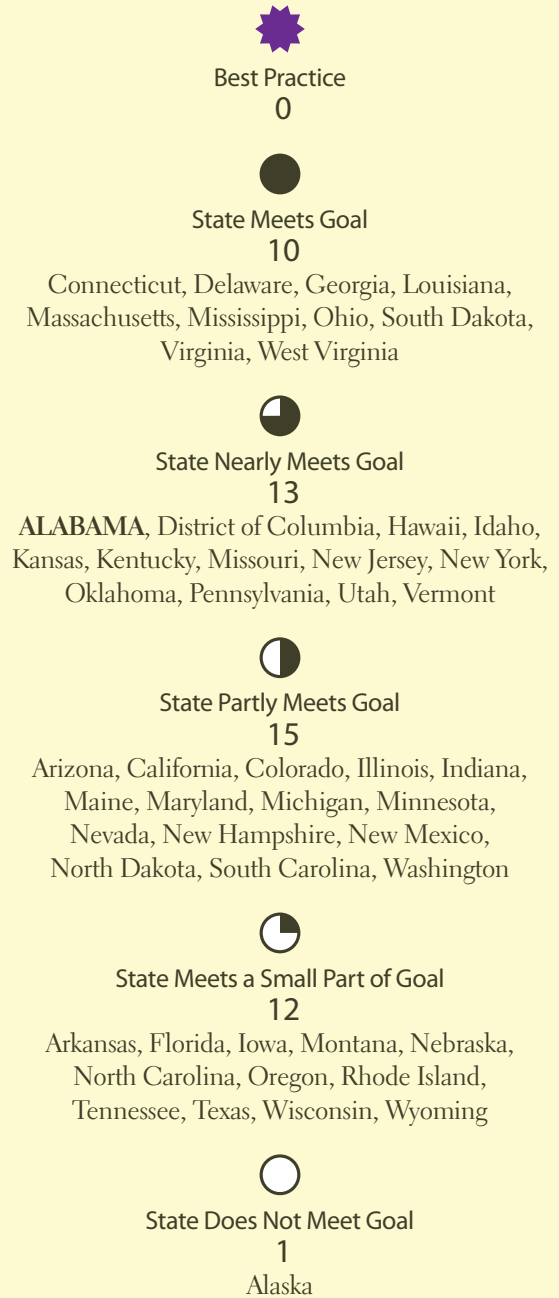 Best Practice
0
State Meets Goal
10
Connecticut, Delaware, Georgia, Louisiana,
Massachusetts, Mississippi, Ohio, South Dakota,
Virginia, West Virginia
State Nearly Meets Goal
13
ALABAMA, District of Columbia, Hawaii, Idaho,
Kansas, Kentucky, Missouri, New Jersey, New York,
Oklahoma, Pennsylvania, Utah, Vermont
State Partly Meets Goal
15
Arizona, California, Colorado, Illinois, Indiana,
Maine, Maryland, Michigan, Minnesota,
Nevada, New Hampshire, New Mexico,
North Dakota, South Carolina, Washington
State Meets a Small Part of Goal
12
Arkansas, Florida, Iowa, Montana, Nebraska,
North Carolina, Oregon, Rhode Island,
Tennessee, Texas, Wisconsin, Wyoming
State Does Not Meet Goal
1
Alaska